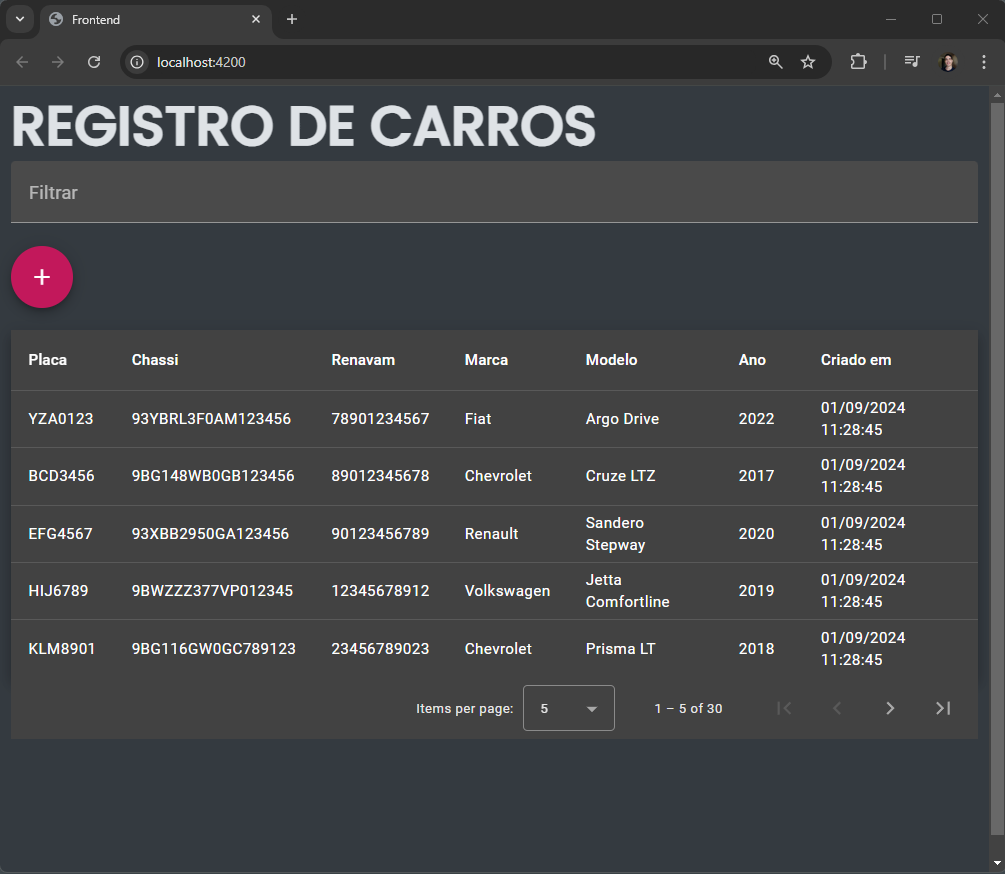 Frontend
localhost:4200
REGISTRO DE CARROS
Filtrar
+
Placa Chassi Renavam Marca Modelo Ano Criado em
YZA0123 93YBRL3F0AM123456 78901234567 Fiat Argo Drive 2022 01/09/2024 11:28:45
BCD3456 9BG148WB0GB123456 89012345678 Chevrolet Cruze LTZ 2017 01/09/2024 11:28:45
EFG4567 93XBB2950GA123456 90123456789 Renault Sandero Stepway 2020 01/09/2024 11:28:45
HIJ6789 9BWZZZ377VP012345 12345678912 Volkswagen Jetta Comfortline 2019 01/09/2024 11:28:45
KLM8901 9BG116GW0GC789123 23456789023 Chevrolet Prisma LT 2018 01/09/2024 11:28:45
Items per page: 5 1 – 5 of 30